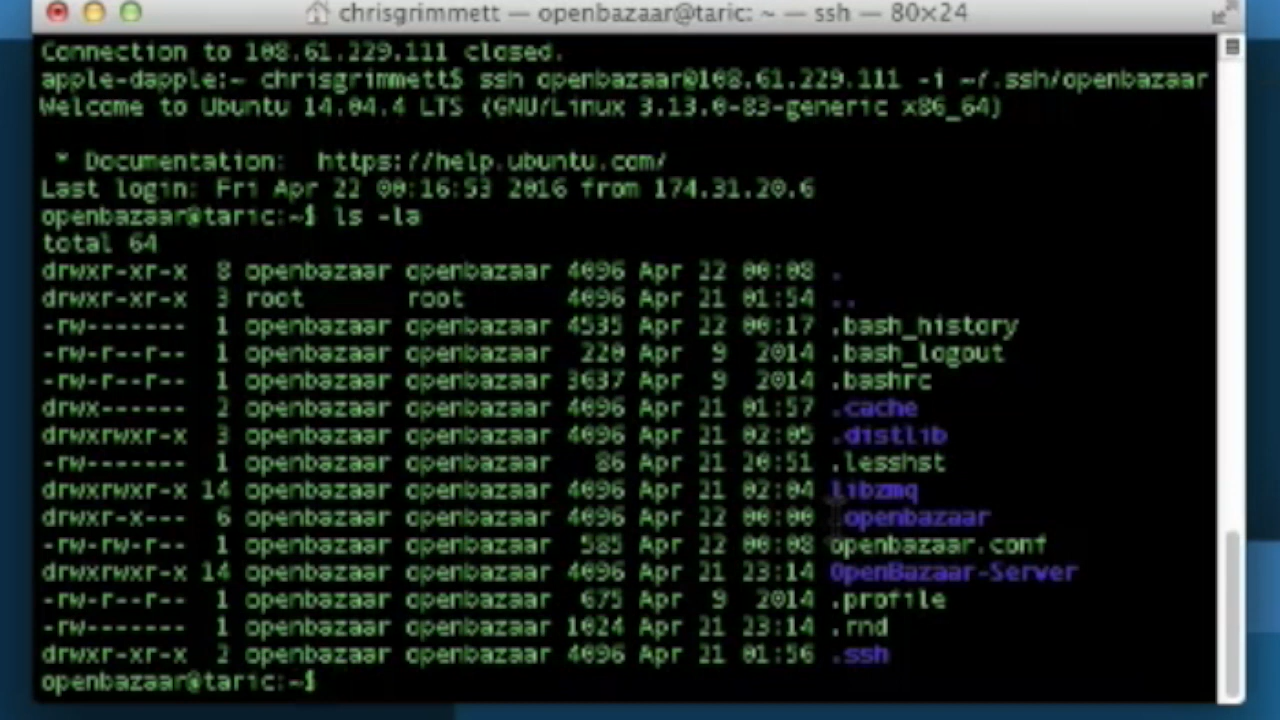 chrisgrimmett — openbazaar@taric: ~ — ssh — 80×24
Connection to 108.61.229.111 closed.
apple-dapple:~ chrisgrimmett$ ssh openbazaar@108.61.229.111 -i ~/.ssh/openbazaar
Welcome to Ubuntu 14.04.4 LTS (GNU/Linux 3.13.0-83-generic x86_64)
* Documentation:  https://help.ubuntu.com/
Last login: Fri Apr 22 00:16:53 2016 from 174.31.20.6
openbazaar@taric:~$ ls -la
total 64
drwxr-xr-x  8 openbazaar openbazaar 4096 Apr 22 00:08 .
drwxr-xr-x  3 root       root       4096 Apr 21 01:54 ..
-rw-------  1 openbazaar openbazaar 4535 Apr 22 00:17 .bash_history
-rw-r--r--  1 openbazaar openbazaar  220 Apr  9  2014 .bash_logout
-rw-r--r--  1 openbazaar openbazaar 3637 Apr  9  2014 .bashrc
drwx------  2 openbazaar openbazaar 4096 Apr 21 01:57 .cache
drwxrwxr-x  3 openbazaar openbazaar 4096 Apr 21 02:05 .distlib
-rw-------  1 openbazaar openbazaar   86 Apr 21 20:51 .lesshst
drwxrwxr-x 14 openbazaar openbazaar 4096 Apr 21 02:04 libzmq
drwxr-x---  6 openbazaar openbazaar 4096 Apr 22 00:00 .openbazaar
-rw-rw-r--  1 openbazaar openbazaar  585 Apr 22 00:08 openbazaar.conf
drwxrwxr-x 14 openbazaar openbazaar 4096 Apr 21 23:14 OpenBazaar-Server
-rw-r--r--  1 openbazaar openbazaar  675 Apr  9  2014 .profile
-rw-------  1 openbazaar openbazaar 1024 Apr 21 23:14 .rnd
drwxr-xr-x  2 openbazaar openbazaar 4096 Apr 21 01:56 .ssh
openbazaar@taric:~$